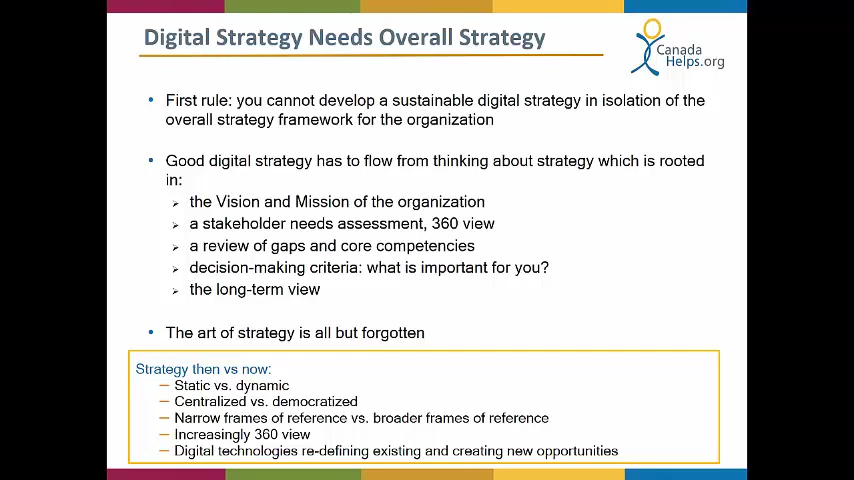 Digital Strategy Needs Overall Strategy
Canada
Helps.org
• First rule: you cannot develop a sustainable digital strategy in isolation of the
overall strategy framework for the organization
• Good digital strategy has to flow from thinking about strategy which is rooted
in:
➢ the Vision and Mission of the organization
➢ a stakeholder needs assessment, 360 view
➢ a review of gaps and core competencies
➢ decision-making criteria: what is important for you?
➢ the long-term view
• The art of strategy is all but forgotten
Strategy then vs now:
– Static vs. dynamic
– Centralized vs. democratized
– Narrow frames of reference vs. broader frames of reference
– Increasingly 360 view
– Digital technologies re-defining existing and creating new opportunities